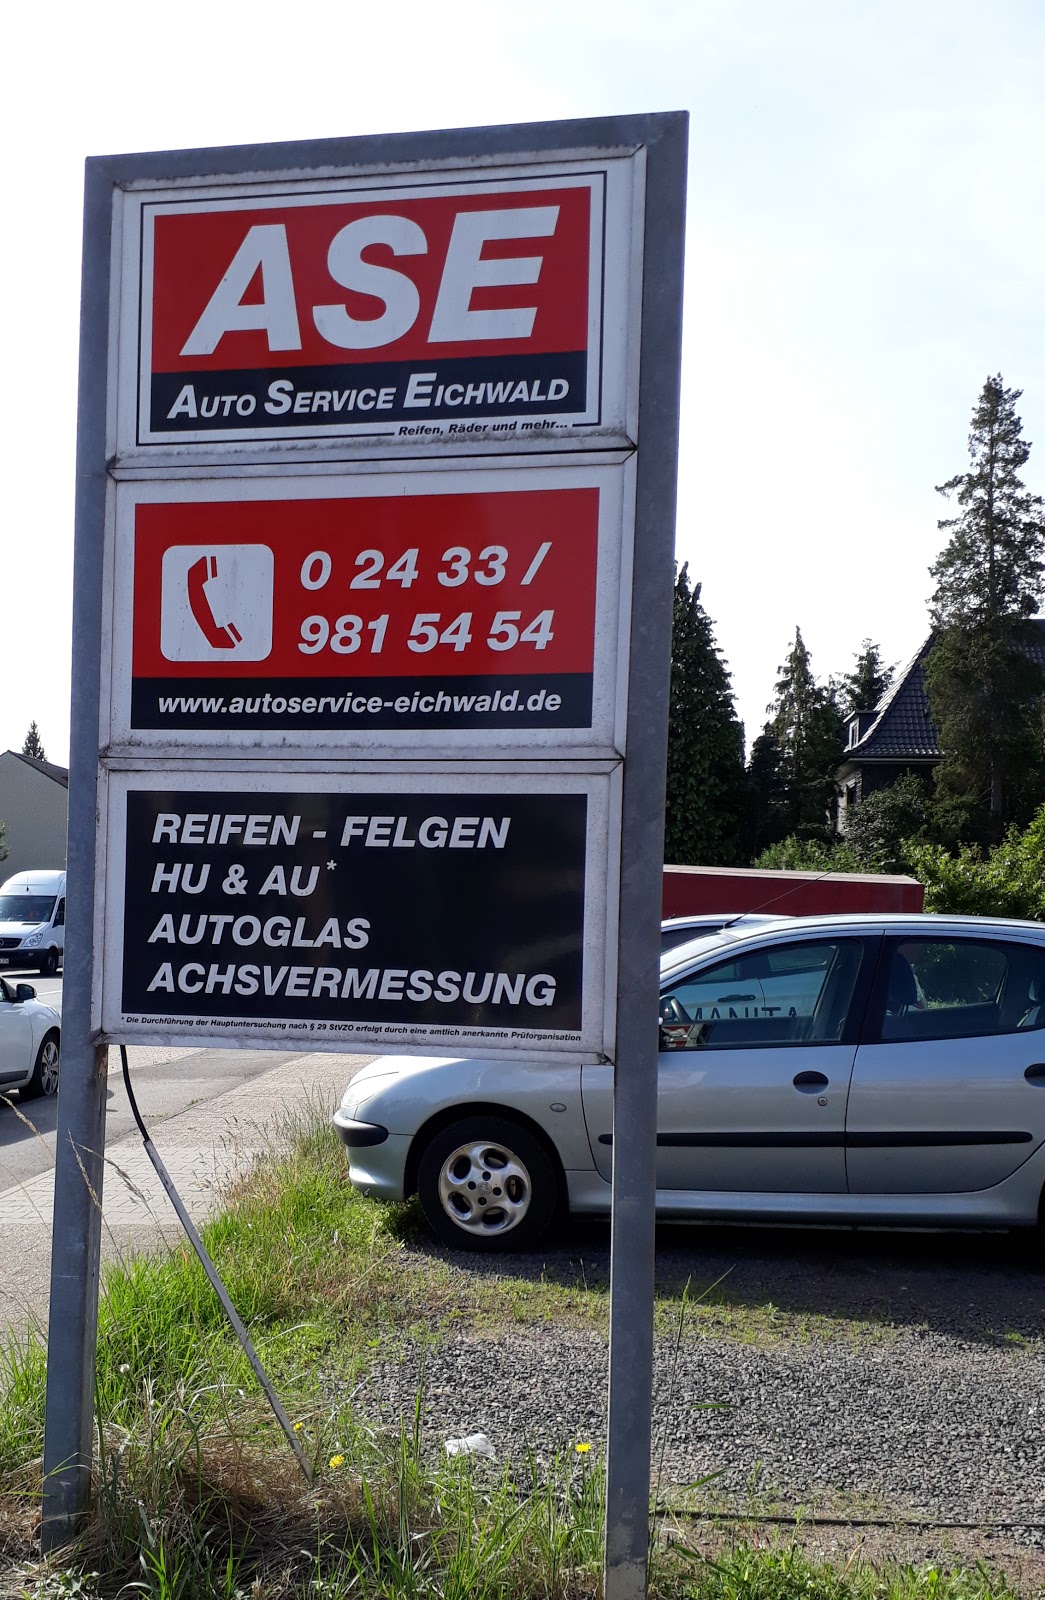 ASE
AUTO SERVICE EICHWALD
Reifen, Räder und mehr...
0 24 33 /
981 54 54
www.autoservice-eichwald.de
REIFEN - FELGEN
HU & AU*
AUTOGLAS
ACHSVERMESSUNG
* Die Durchführung der Hauptuntersuchung nach § 29 StVZO erfolgt durch eine amtlich anerkannte Prüforganisation